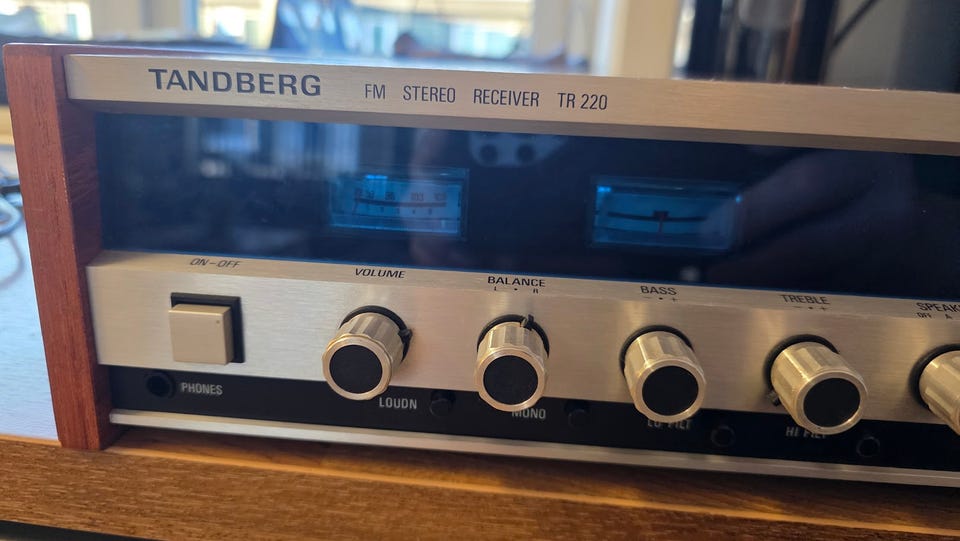 TANDBERG FM STEREO RECEIVER TR 220
ON-OFF VOLUME BALANCE BASS TREBLE
L • R - • + - • +
PHONES LOUDN MONO LO FILT HI FILT